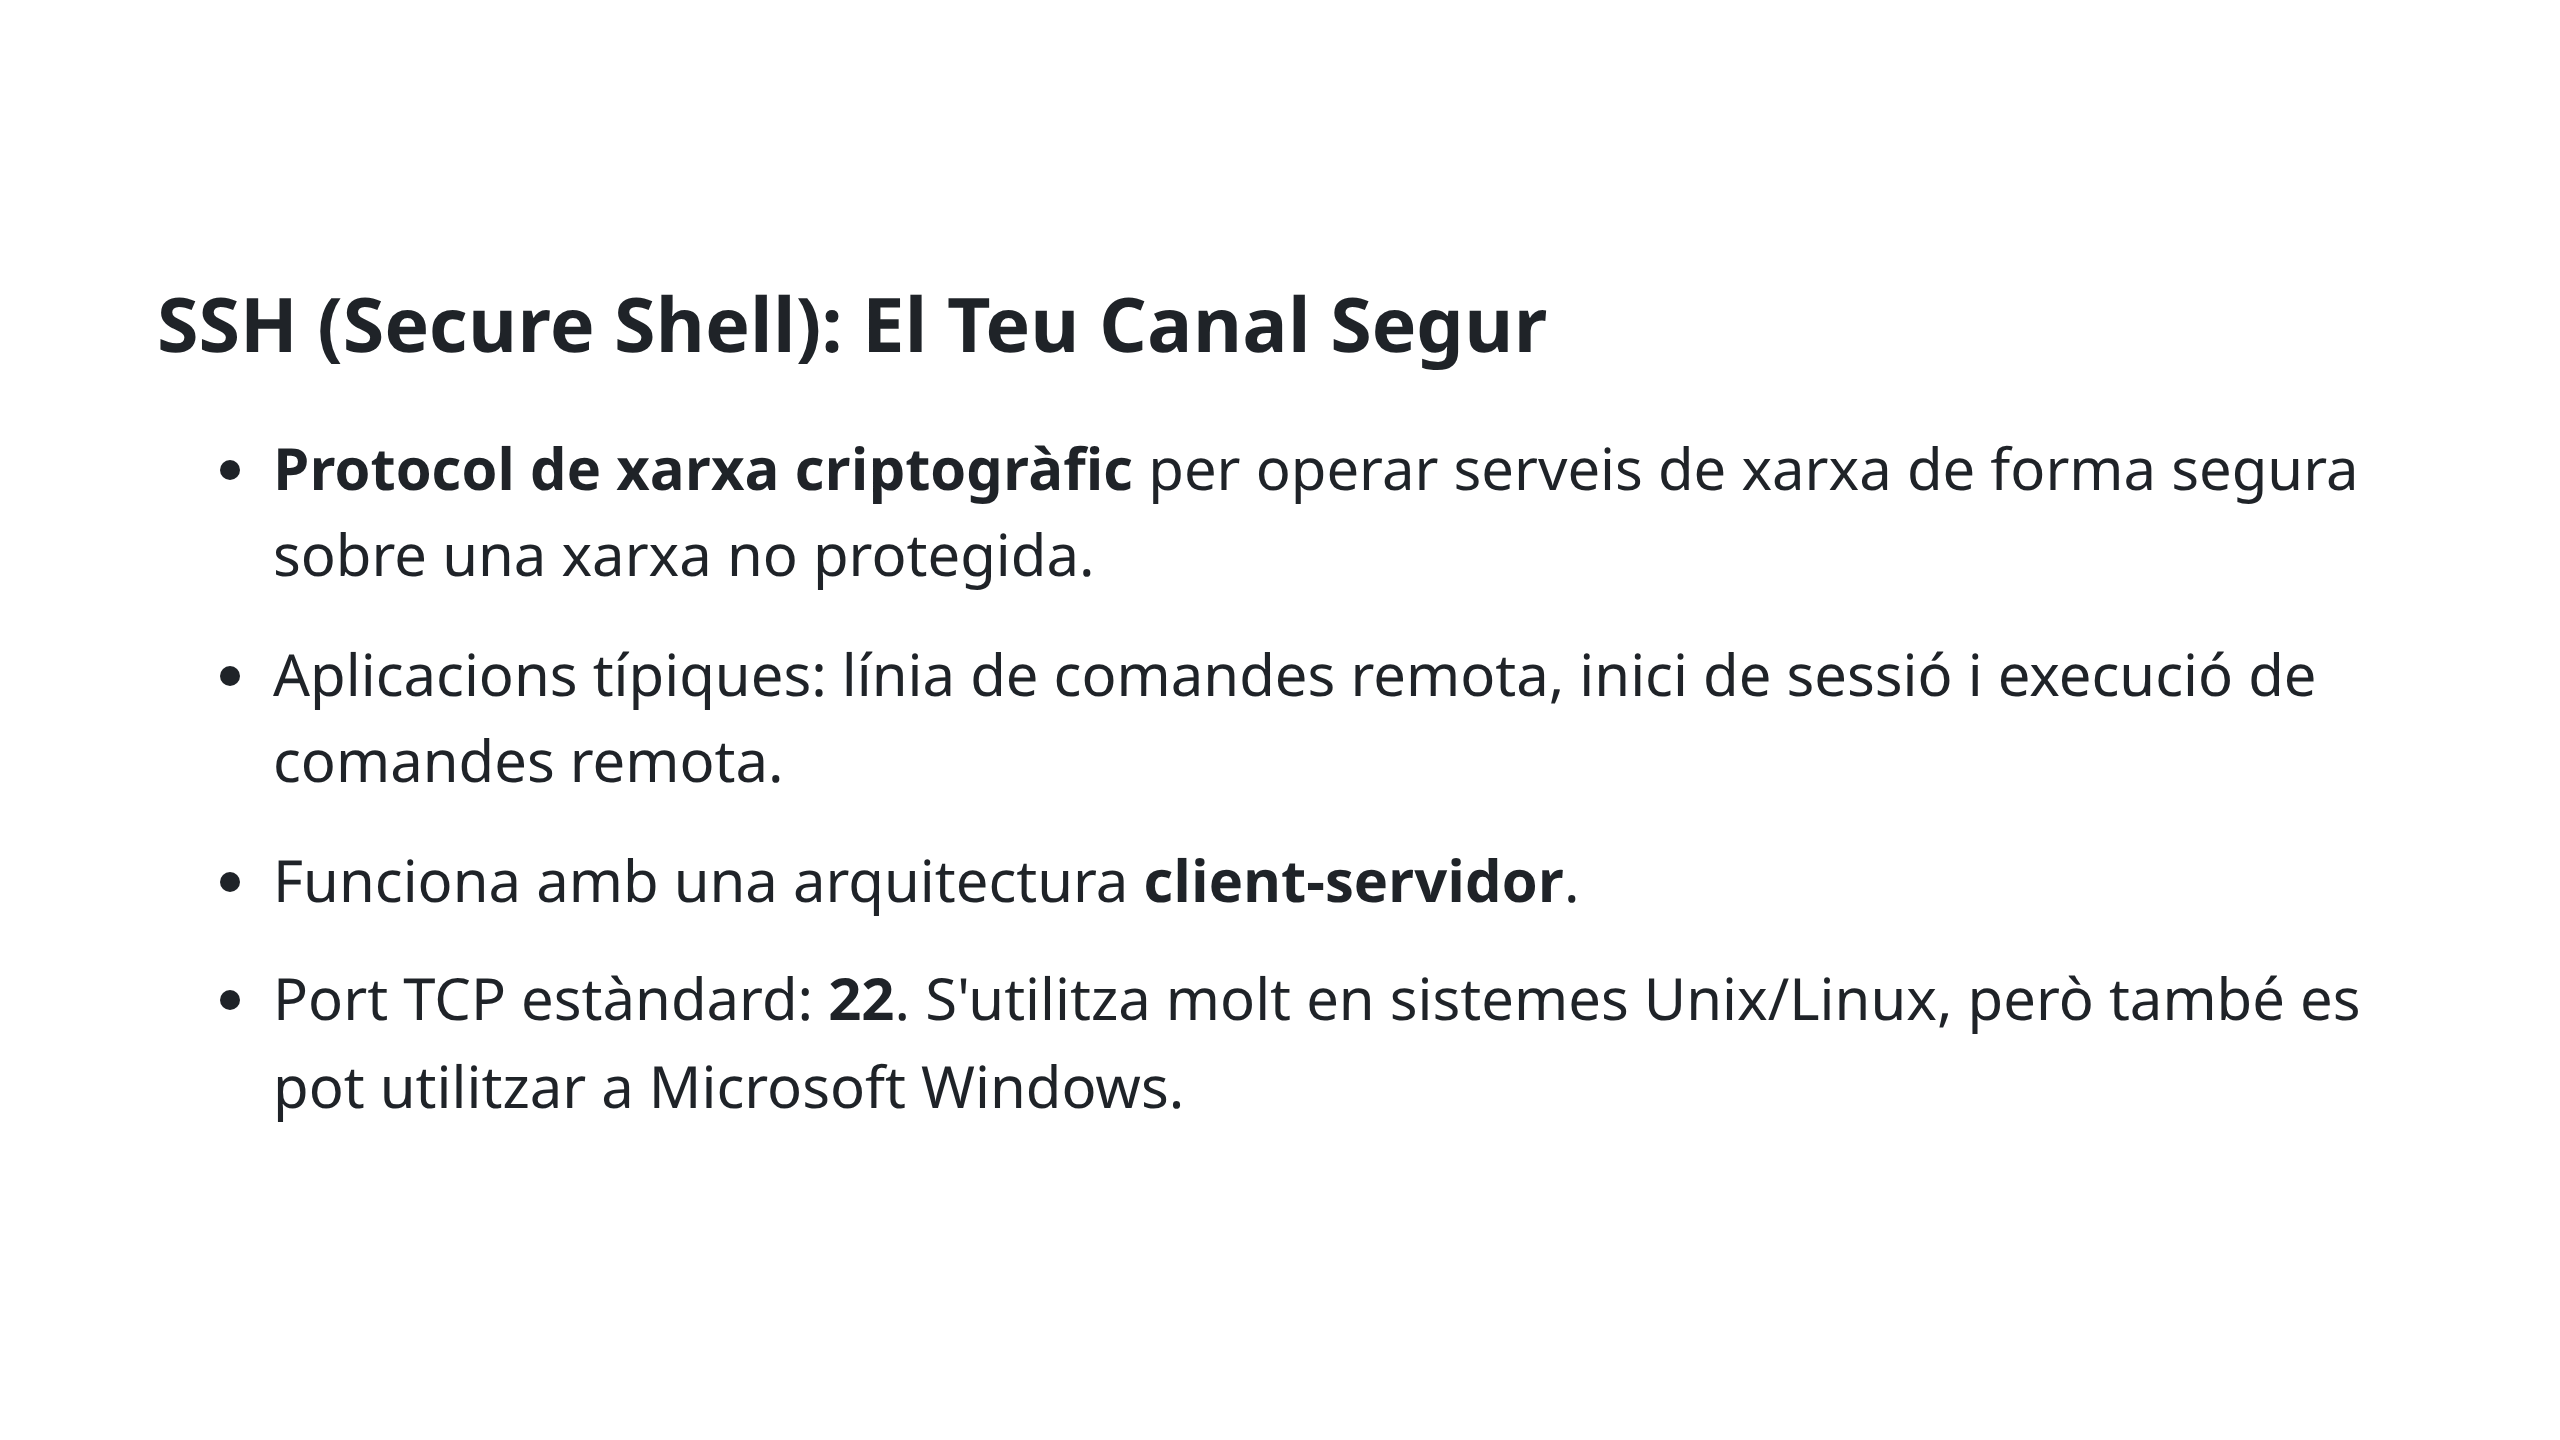 SSH (Secure Shell): El Teu Canal Segur
• Protocol de xarxa criptogràfic per operar serveis de xarxa de forma segura
sobre una xarxa no protegida.
• Aplicacions típiques: línia de comandes remota, inici de sessió i execució de
comandes remota.
• Funciona amb una arquitectura client-servidor.
• Port TCP estàndard: 22. S'utilitza molt en sistemes Unix/Linux, però també es
pot utilitzar a Microsoft Windows.